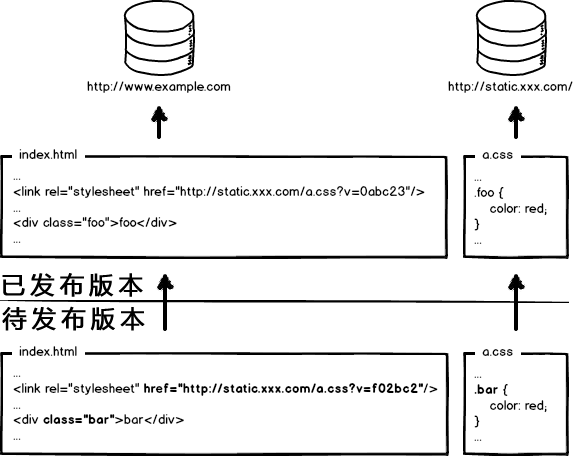 http://www.example.com
http://static.xxx.com/
index.html
...
<link rel="stylesheet" href="http://static.xxx.com/a.css?v=0abc23"/>
...
<div class="foo">foo</div>
...
a.css
...
.foo {
color: red;
}
...
已发布版本
待发布版本
index.html
...
<link rel="stylesheet" href="http://static.xxx.com/a.css?v=f02bc2"/>
...
<div class="bar">bar</div>
...
a.css
...
.bar {
color: red;
}
...